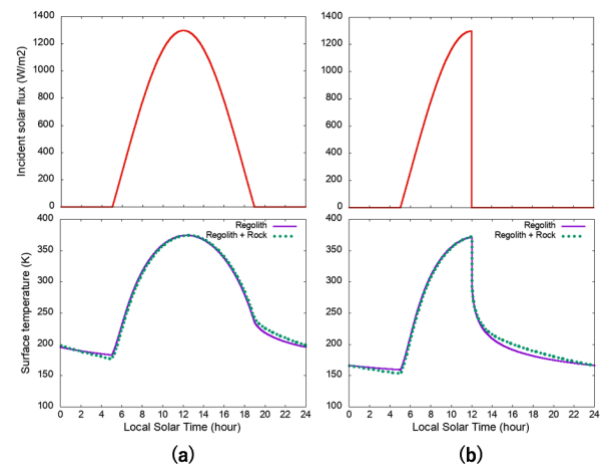 1400
1200
1000
800
600
400
200
0
Incident solar flux (W/m2)
1400
1200
1000
800
600
400
200
0
400
350
300
250
200
150
100
Surface temperature (K)
Regolith
Regolith + Rock
0 2 4 6 8 10 12 14 16 18 20 22 24
Local Solar Time (hour)
400
350
300
250
200
150
100
Regolith
Regolith + Rock
0 2 4 6 8 10 12 14 16 18 20 22 24
Local Solar Time (hour)
(a)
(b)